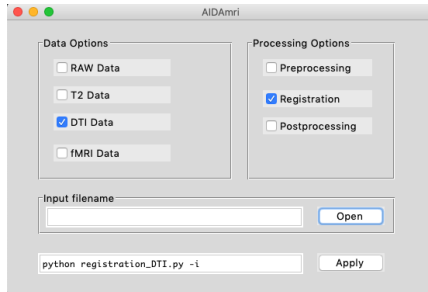 AIDAmri
Data Options
RAW Data
T2 Data
DTI Data
fMRI Data
Processing Options
Preprocessing
Registration
Postprocessing
Input filename
Open
python registration_DTI.py -i
Apply